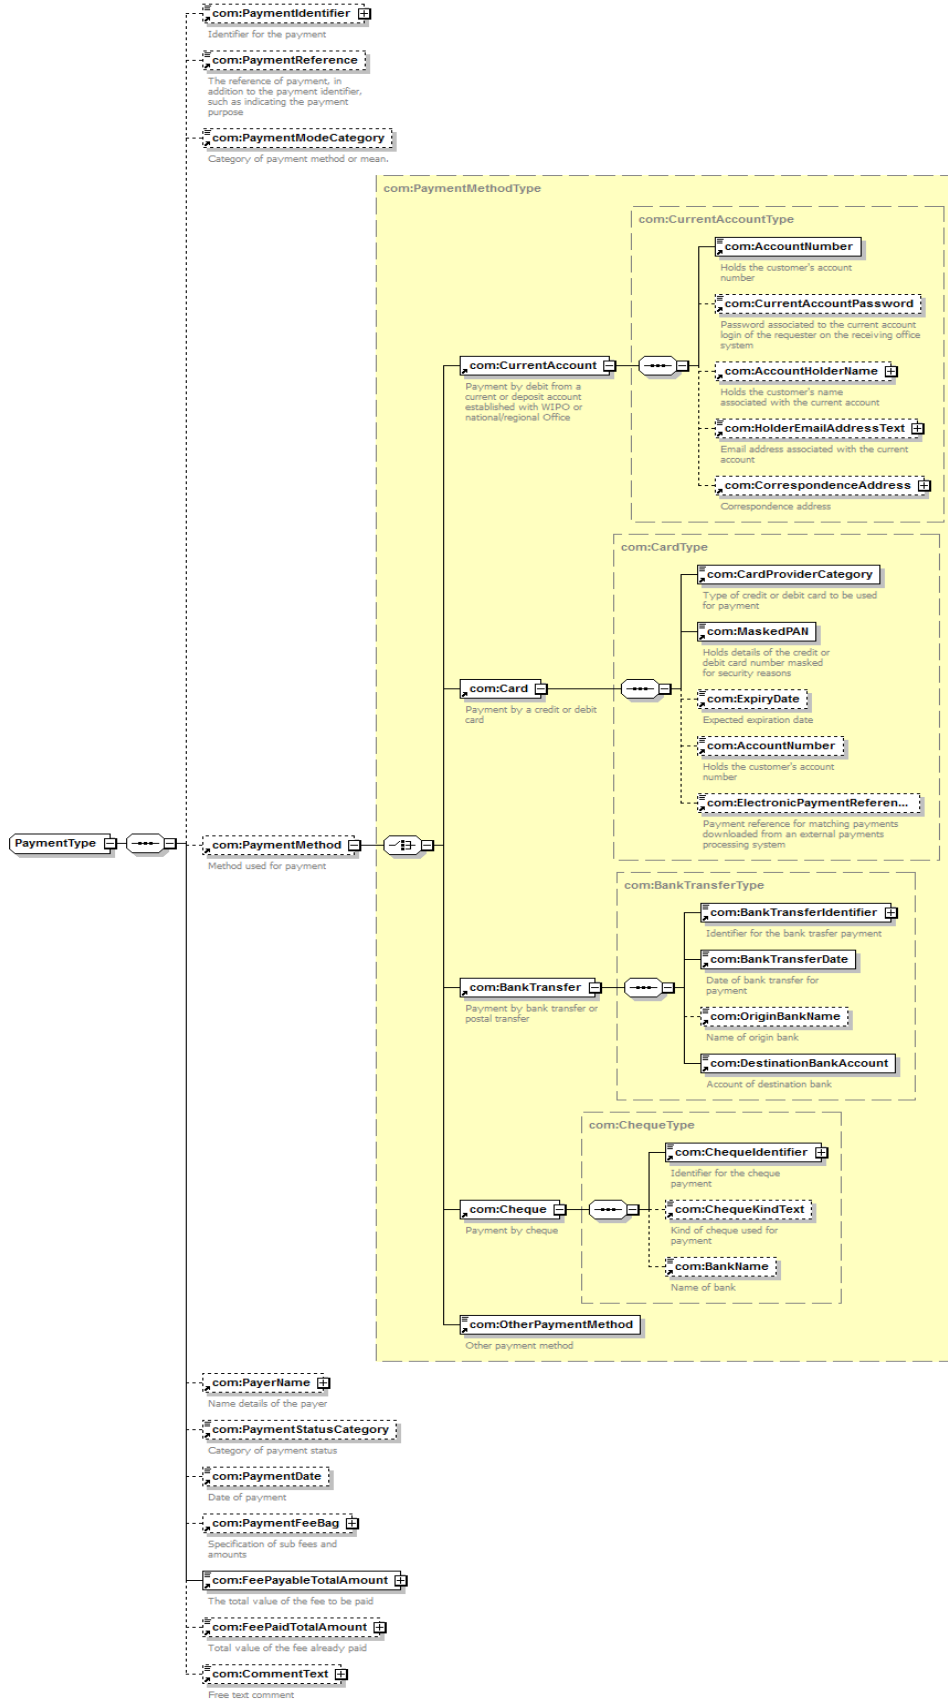 com:PaymentIdentifier
Identifier for the payment
com:PaymentReference
The reference of payment, in
addition to the payment identifier,
such as indicating the payment
purpose
com:PaymentModeCategory
Category of payment method or mean.
com:PaymentMethodType
com:CurrentAccountType
com:AccountNumber
Holds the customer's account
number
com:CurrentAccountPassword
Password associated to the current account
login of the requester on the receiving office
system
com:CurrentAccount
Payment by debit from a
current or deposit account
established with WIPO or
national/regional Office
com:AccountHolderName
Holds the customer's name
associated with the current account
com:HolderEmailAddressText
Email address associated with the current
account
com:CorrespondenceAddress
Correspondence address
com:CardType
com:CardProviderCategory
Type of credit or debit card to be used
for payment
com:MaskedPAN
Holds details of the credit or
debit card number masked
for security reasons
com:Card
Payment by a credit or debit
card
com:ExpiryDate
Expected expiration date
com:AccountNumber
Holds the customer's account
number
com:ElectronicPaymentReferen...
Payment reference for matching payments
downloaded from an external payments
processing system
PaymentType
com:PaymentMethod
Method used for payment
com:BankTransferType
com:BankTransferIdentifier
Identifier for the bank trasfer payment
com:BankTransferDate
Date of bank transfer for
payment
com:BankTransfer
Payment by bank transfer or
postal transfer
com:OriginBankName
Name of origin bank
com:DestinationBankAccount
Account of destination bank
com:ChequeType
com:ChequeIdentifier
Identifier for the cheque
payment
com:Cheque
Payment by cheque
com:ChequeKindText
Kind of cheque used for
payment
com:BankName
Name of bank
com:OtherPaymentMethod
Other payment method
com:PayerName
Name details of the payer
com:PaymentStatusCategory
Category of payment status
com:PaymentDate
Date of payment
com:PaymentFeeBag
Specification of sub fees and
amounts
com:FeePayableTotalAmount
The total value of the fee to be paid
com:FeePaidTotalAmount
Total value of the fee already paid
com:CommentText
Free text comment